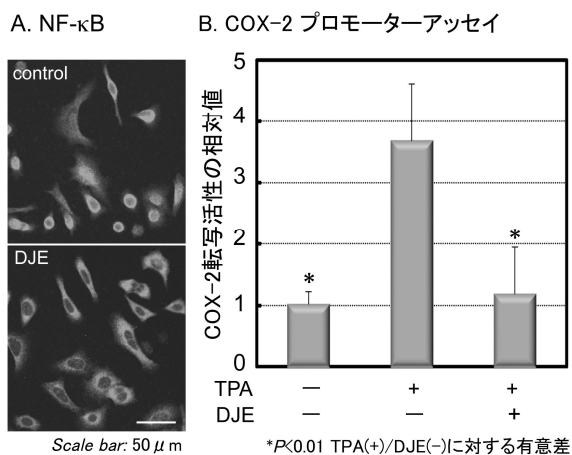 A. NF-κB
control
DJE
Scale bar: 50 μ m
B. COX-2 プロモーターアッセイ
COX-2転写活性の相対値
5
4
3
2
1
0
*
*
TPA － + +
DJE － － +
*P<0.01 TPA(+)/DJE(-)に対する有意差